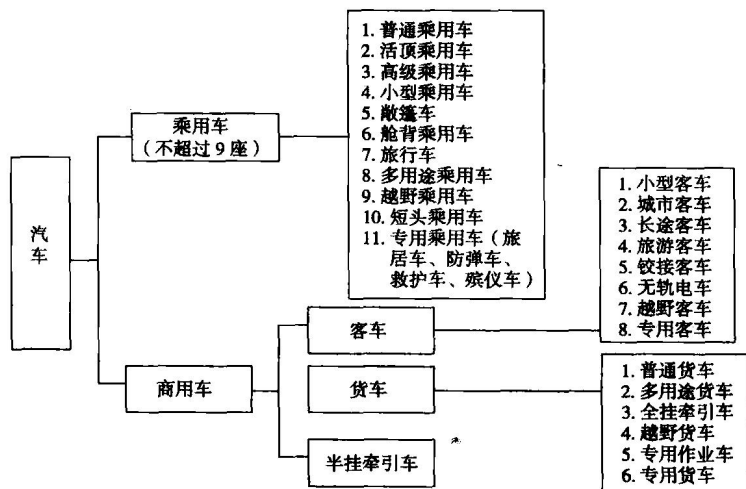 汽
车
乘用车
（不超过9座）
1. 普通乘用车
2. 活顶乘用车
3. 高级乘用车
4. 小型乘用车
5. 敞篷车
6. 舱背乘用车
7. 旅行车
8. 多用途乘用车
9. 越野乘用车
10. 短头乘用车
11. 专用乘用车（旅
居车、防弹车、
救护车、殡仪车）
商用车
客车
1. 小型客车
2. 城市客车
3. 长途客车
4. 旅游客车
5. 铰接客车
6. 无轨电车
7. 越野客车
8. 专用客车
货车
1. 普通货车
2. 多用途货车
3. 全挂牵引车
4. 越野货车
5. 专用作业车
6. 专用货车
半挂牵引车